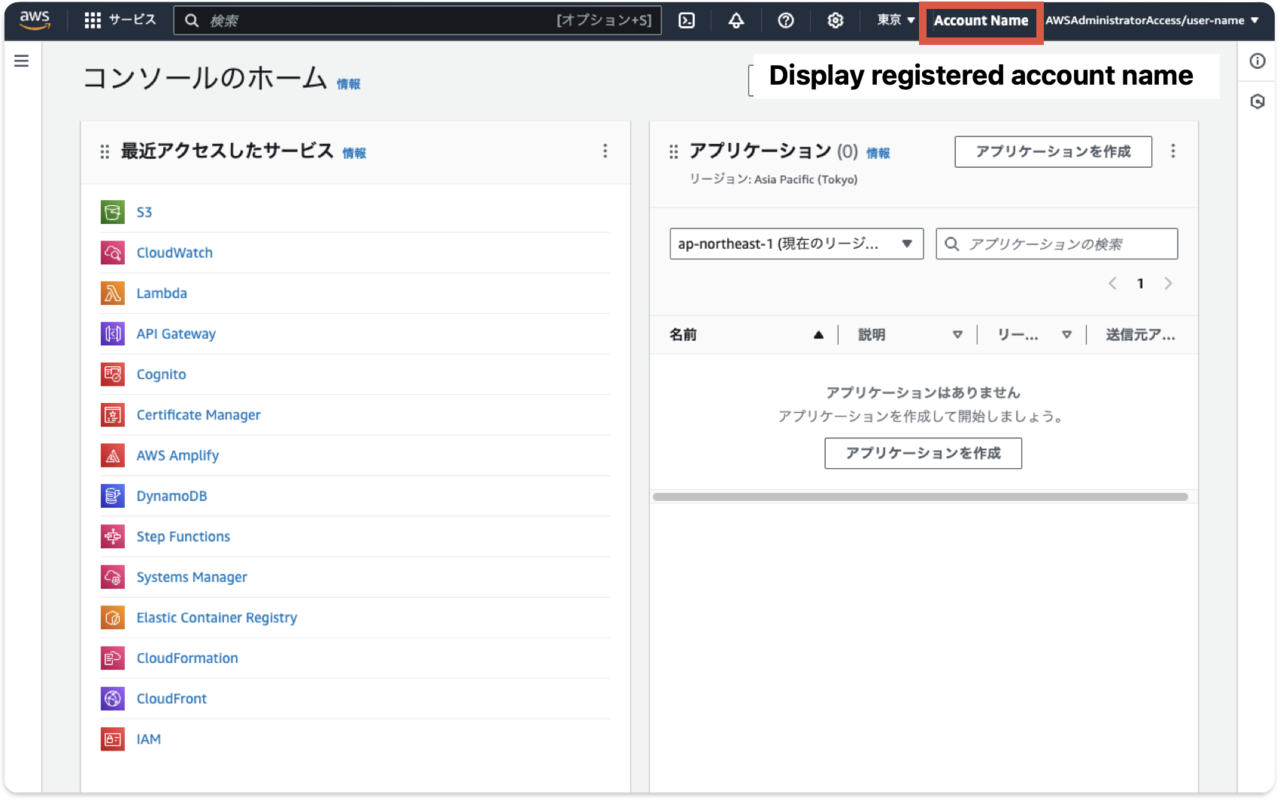 aws サービス 検索 [オプション+S] 東京 Account Name AWSAdministratorAccess/user-name
コンソールのホーム 情報
Display registered account name
最近アクセスしたサービス 情報
S3
CloudWatch
Lambda
API Gateway
Cognito
Certificate Manager
AWS Amplify
DynamoDB
Step Functions
Systems Manager
Elastic Container Registry
CloudFormation
CloudFront
IAM
アプリケーション (0) 情報 アプリケーションを作成
リージョン: Asia Pacific (Tokyo)
ap-northeast-1 (現在のリージ... アプリケーションの検索
1
名前 説明 リー... 送信元ア...
アプリケーションはありません
アプリケーションを作成して開始しましょう。
アプリケーションを作成